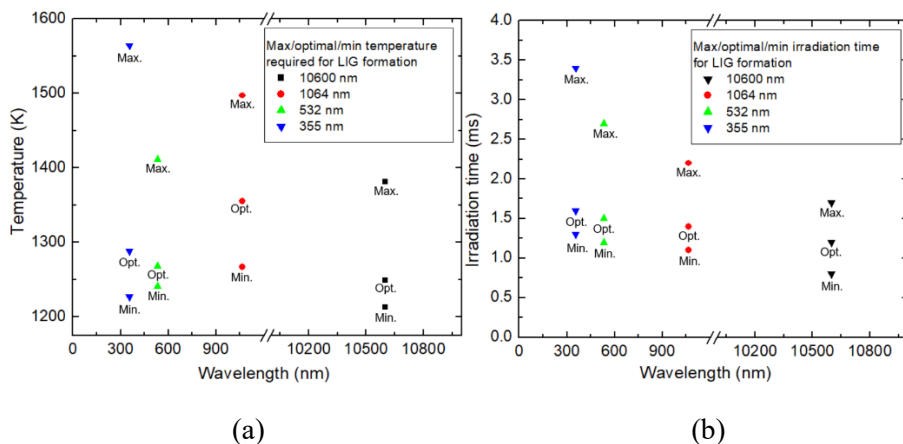 1600
1500
1400
1300
1200
Temperature (K)
Max/optimal/min temperature
required for LIG formation
10600 nm
1064 nm
532 nm
355 nm
Max.
Opt.
Min.
Max.
Opt.
Min.
Max.
Opt.
Min.
Max.
Opt.
Min.
0 300 600 900 10200 10500 10800
Wavelength (nm)
(a)
4.0
3.5
3.0
2.5
2.0
1.5
1.0
0.5
0.0
Irradiation time (ms)
Max/optimal/min irradiation time
for LIG formation
10600 nm
1064 nm
532 nm
355 nm
Max.
Opt.
Min.
Max.
Opt.
Min.
Max.
Opt.
Min.
Max.
Opt.
Min.
0 300 600 900 10200 10500 10800
Wavelength (nm)
(b)